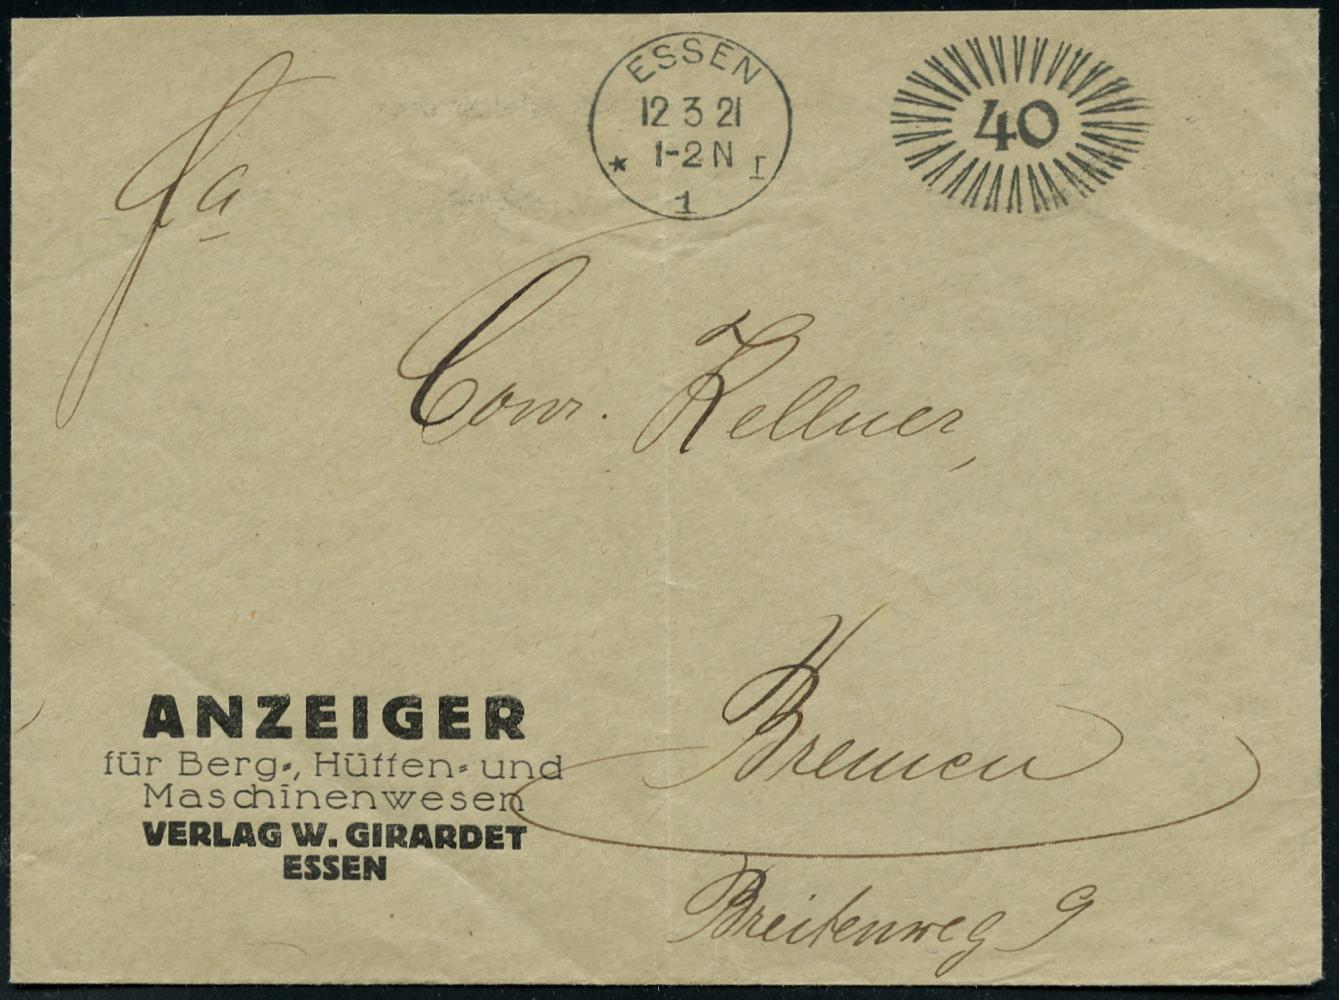 ESSEN
12 3 21
1-2 N
* I
1
40
Fa
Conr. Kellner,
Bremen
Breitenweg 9
ANZEIGER
für Berg-, Hütten- und
Maschinenwesen
VERLAG W. GIRARDET
ESSEN